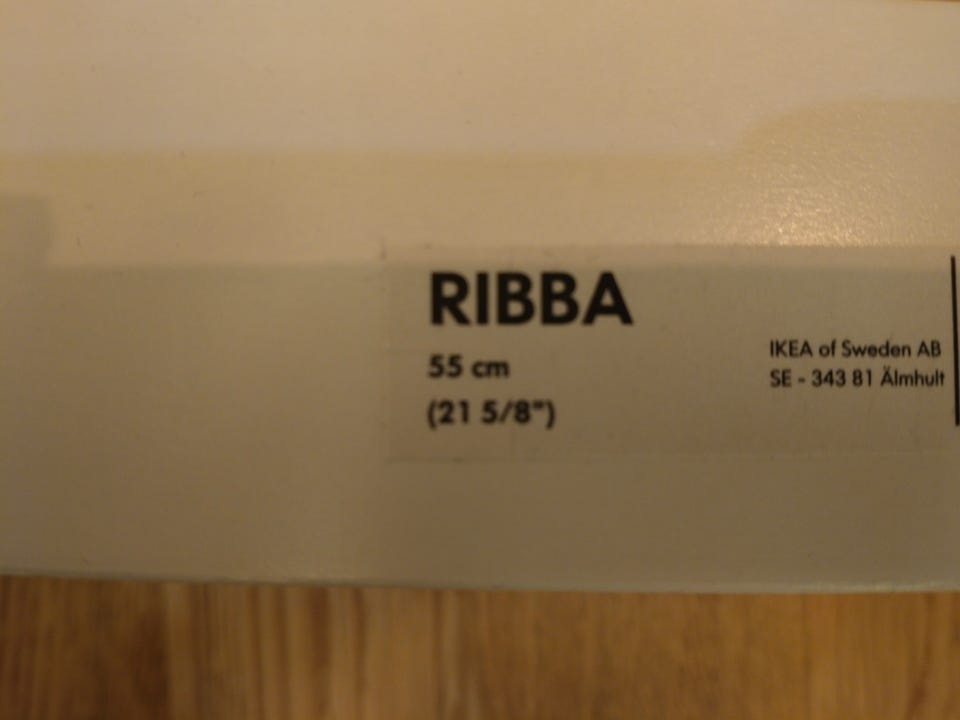 RIBBA
55 cm
(21 5/8")
IKEA of Sweden AB
SE - 343 81 Älmhult